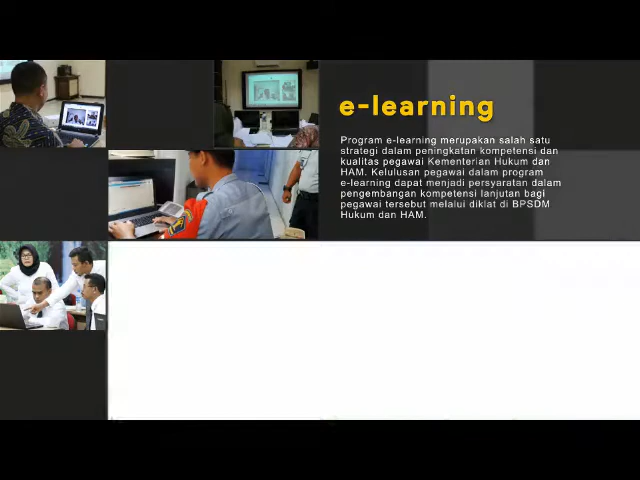 e-learning
Program e-learning merupakan salah satu
strategi dalam peningkatan kompetensi dan
kualitas pegawai Kementerian Hukum dan
HAM. Kelulusan pegawai dalam program
e-learning dapat menjadi persyaratan dalam
pengembangan kompetensi lanjutan bagi
pegawai tersebut melalui diklat di BPSDM
Hukum dan HAM.